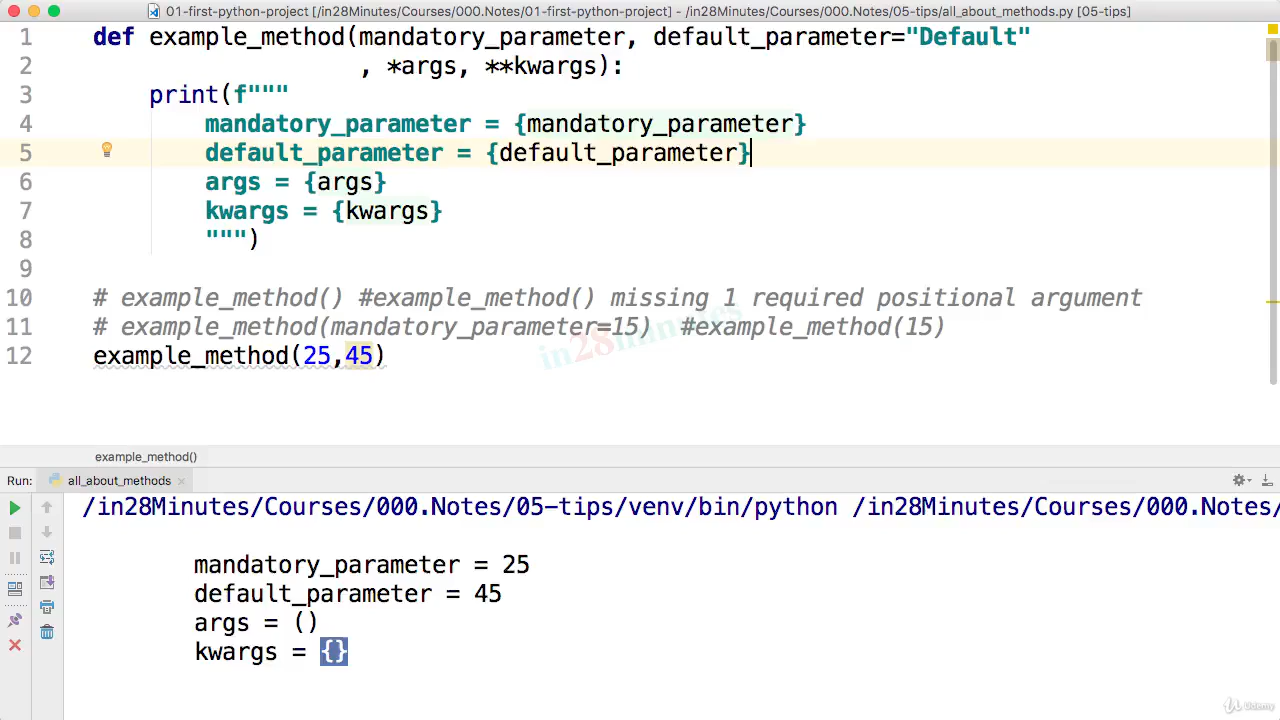 01-first-python-project [/in28Minutes/Courses/000.Notes/01-first-python-project] - /in28Minutes/Courses/000.Notes/05-tips/all_about_methods.py [05-tips]
1 def example_method(mandatory_parameter, default_parameter="Default"
2 , *args, **kwargs):
3 print(f"""
4 mandatory_parameter = {mandatory_parameter}
5 default_parameter = {default_parameter}
6 args = {args}
7 kwargs = {kwargs}
8 """)
9
10 # example_method() #example_method() missing 1 required positional argument
11 # example_method(mandatory_parameter=15) #example_method(15)
12 example_method(25,45)
in28minutes
example_method()
Run: all_about_methods
/in28Minutes/Courses/000.Notes/05-tips/venv/bin/python /in28Minutes/Courses/000.Notes/
mandatory_parameter = 25
default_parameter = 45
args = ()
kwargs = {}
Udemy